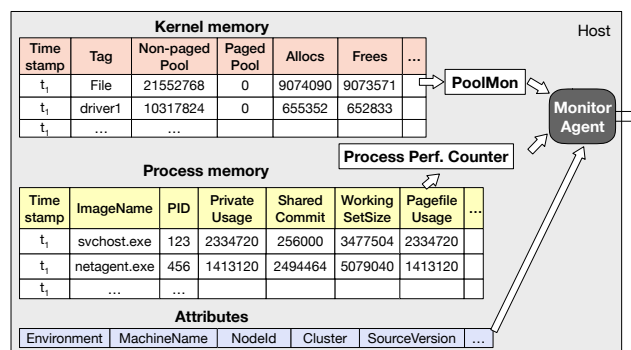 Kernel memory
Host
Time stamp Tag Non-paged Pool Paged Pool Allocs Frees ...
t1 File 21552768 0 9074090 9073571
t1 driver1 10317824 0 655352 652833
t1 ... ...
PoolMon
Monitor Agent
Process Perf. Counter
Process memory
Time stamp ImageName PID Private Usage Shared Commit Working SetSize Pagefile Usage ...
t1 svchost.exe 123 2334720 256000 3477504 2334720
t1 netagent.exe 456 1413120 2494464 5079040 1413120
t1 ... ...
Attributes
Environment MachineName NodeId Cluster SourceVersion ...